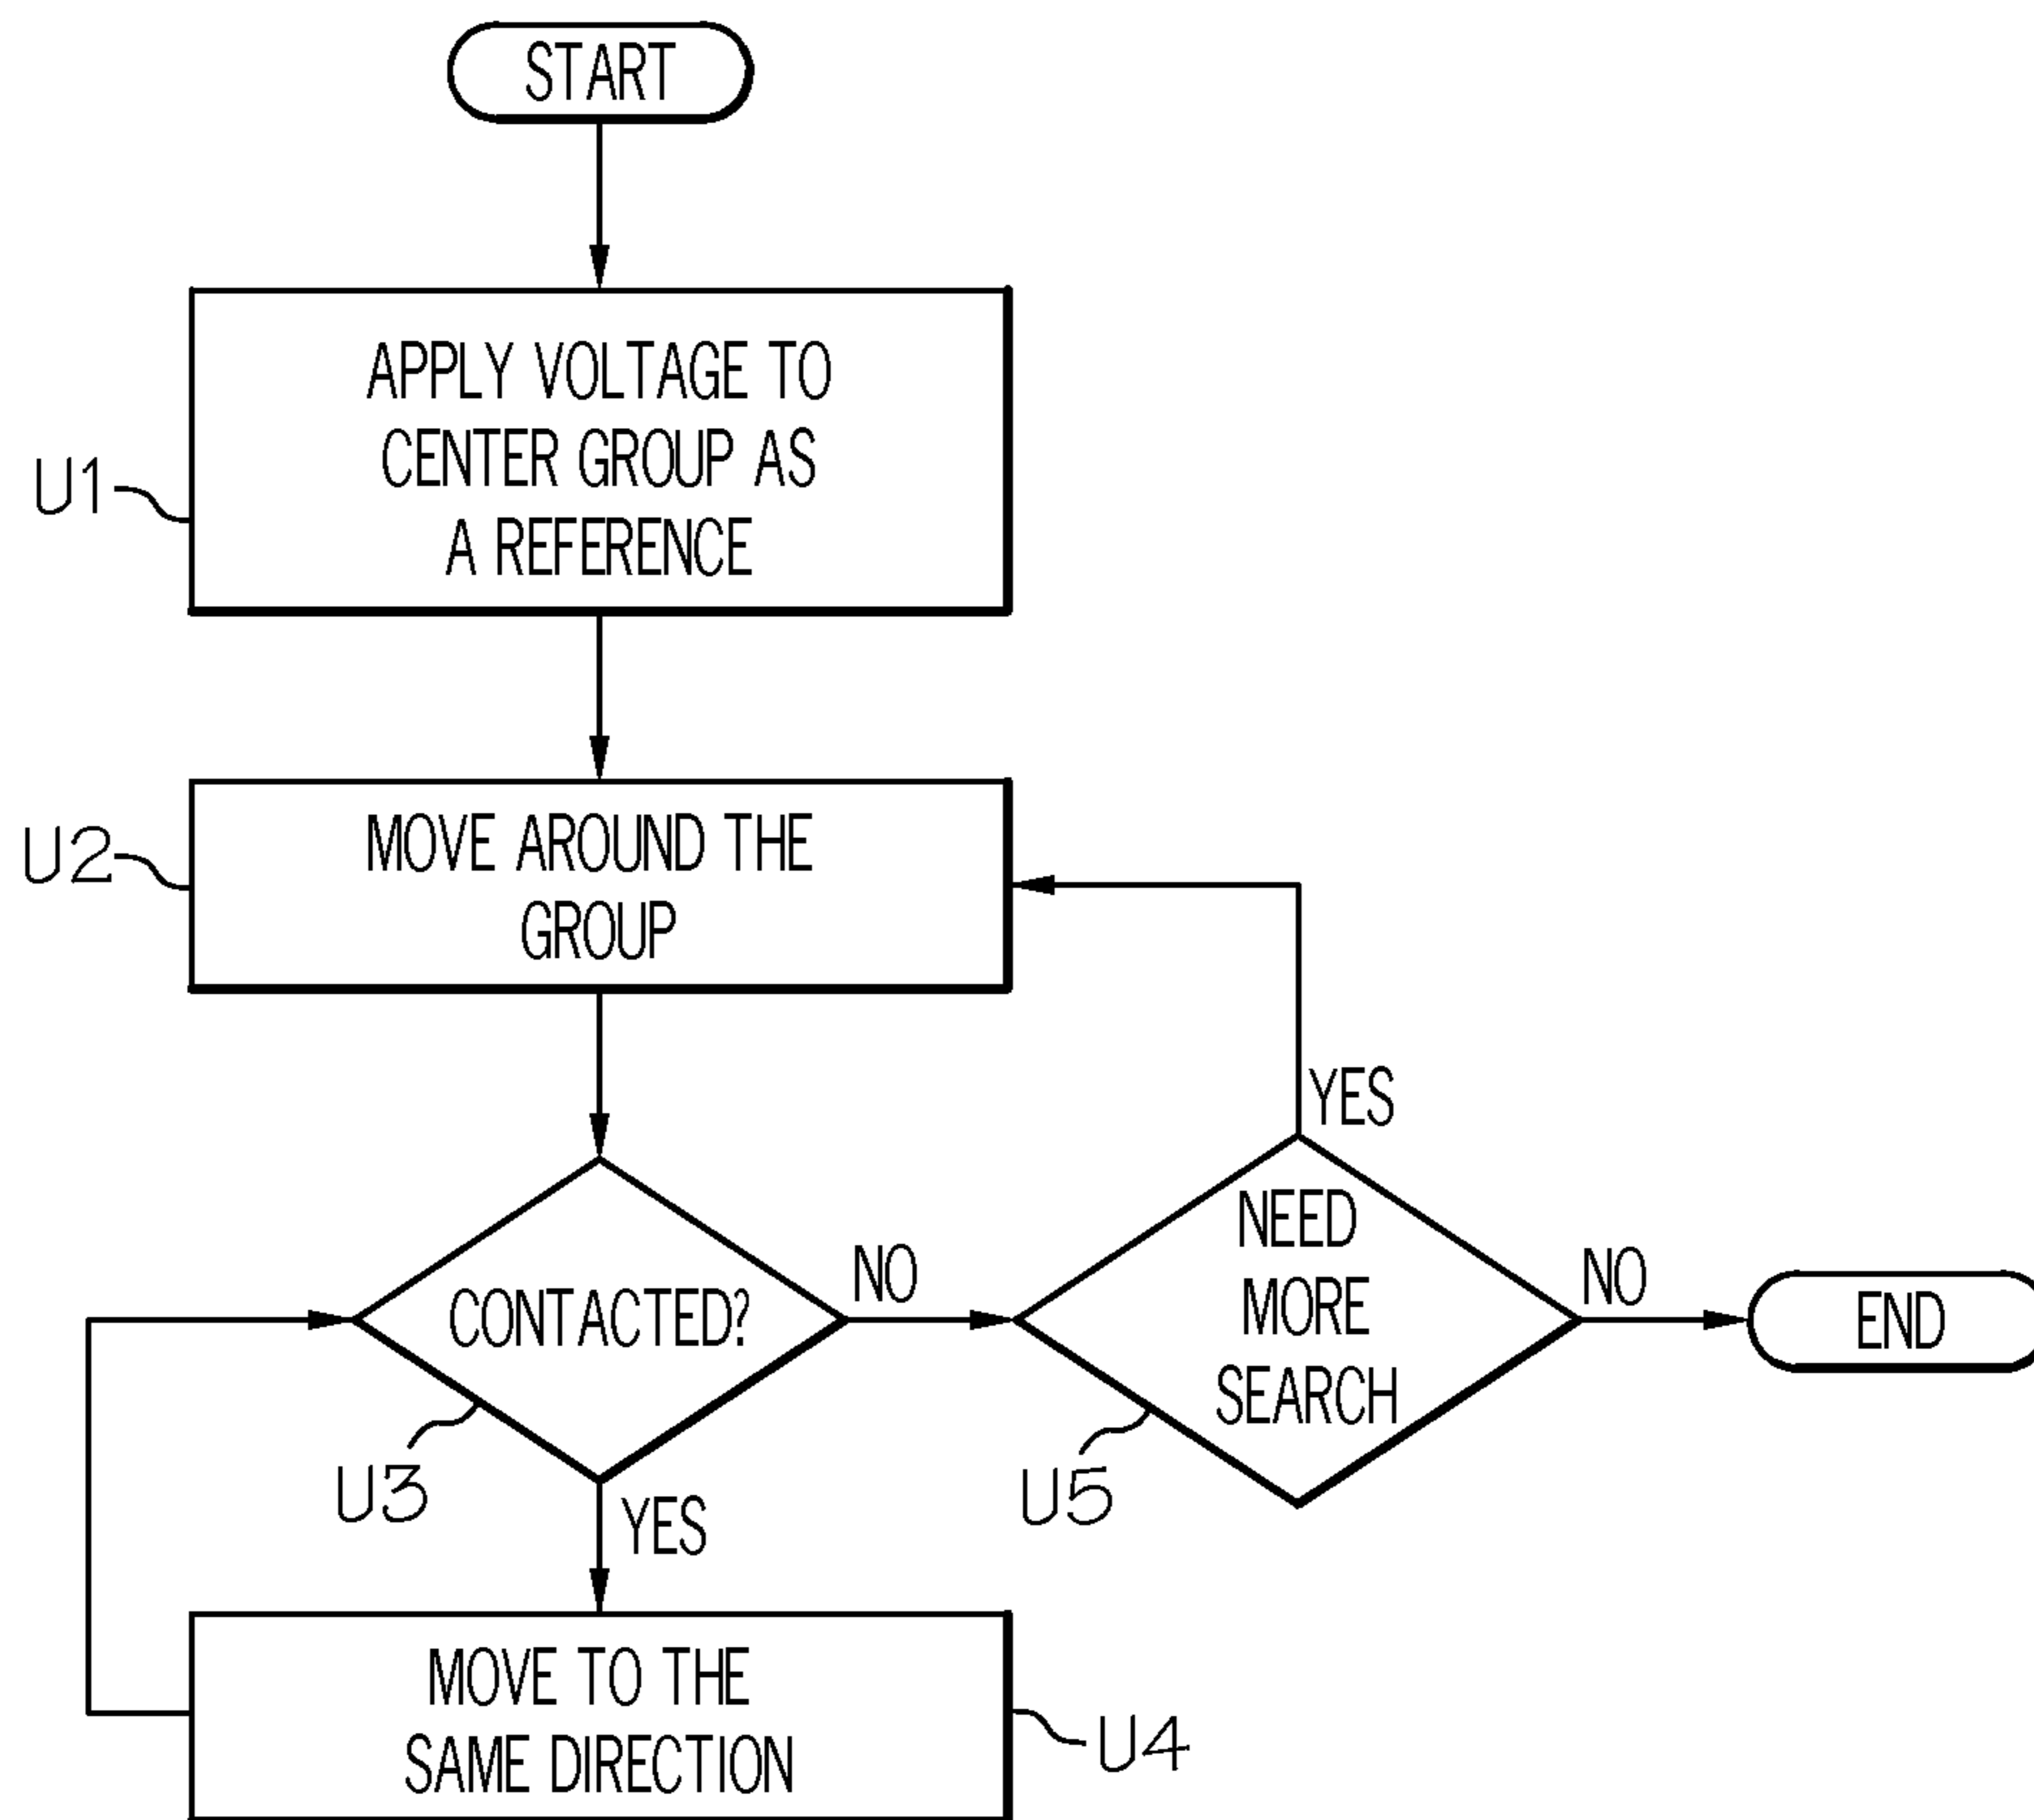 START
APPLY VOLTAGE TO
CENTER GROUP AS
A REFERENCE
U1
MOVE AROUND THE
GROUP
U2
YES
CONTACTED?
NO
NEED
MORE
SEARCH
NO
END
U3
YES
U5
MOVE TO THE
SAME DIRECTION
U4